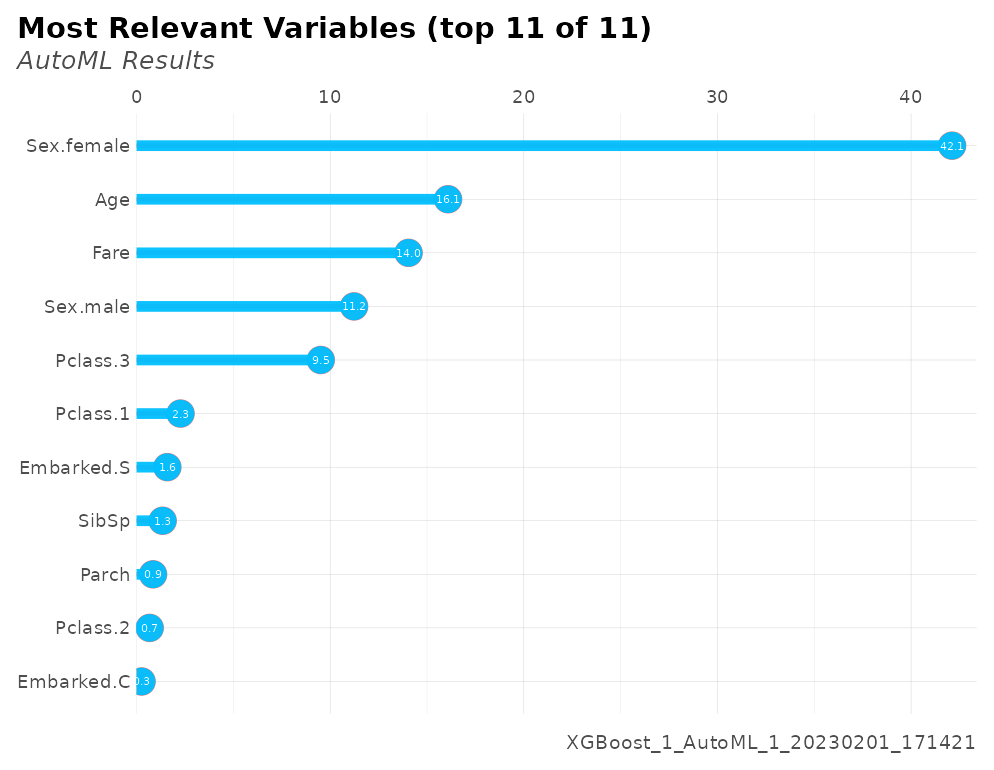 Most Relevant Variables (top 11 of 11)
AutoML Results
0 10 20 30 40
Sex.female 42.1
Age 16.1
Fare 14.0
Sex.male 11.2
Pclass.3 9.5
Pclass.1 2.3
Embarked.S 1.6
SibSp 1.3
Parch 0.9
Pclass.2 0.7
Embarked.C 0.3
XGBoost_1_AutoML_1_20230201_171421